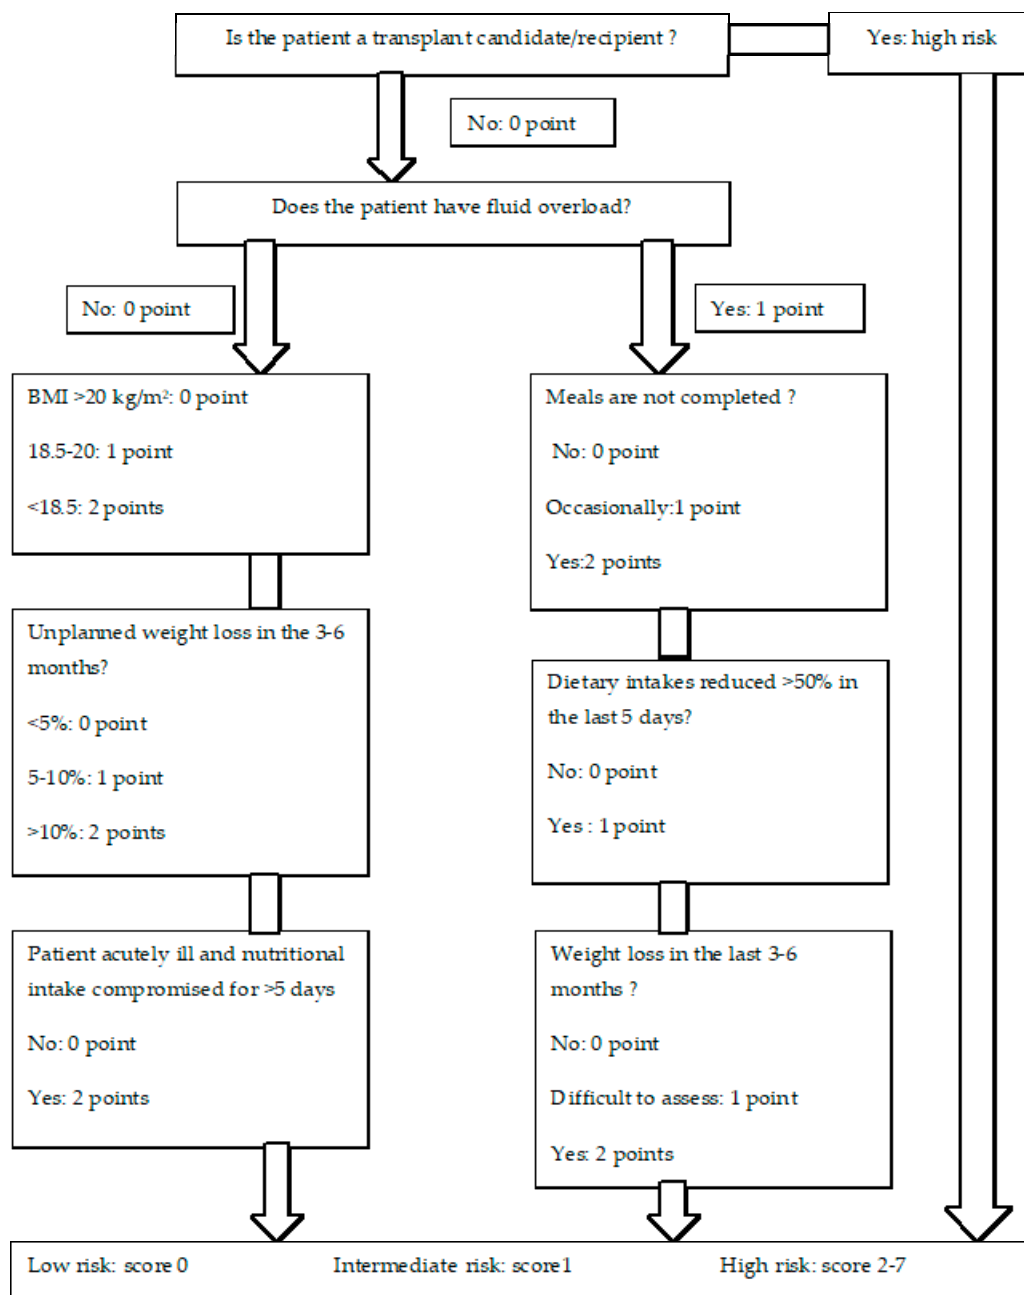 Is the patient a transplant candidate/recipient ?
Yes: high risk
No: 0 point
Does the patient have fluid overload?
No: 0 point
Yes: 1 point
BMI >20 kg/m²: 0 point
18.5-20: 1 point
<18.5: 2 points
Unplanned weight loss in the 3-6
months?
<5%: 0 point
5-10%: 1 point
>10%: 2 points
Patient acutely ill and nutritional
intake compromised for >5 days
No: 0 point
Yes: 2 points
Meals are not completed ?
No: 0 point
Occasionally:1 point
Yes:2 points
Dietary intakes reduced >50% in
the last 5 days?
No: 0 point
Yes : 1 point
Weight loss in the last 3-6
months ?
No: 0 point
Difficult to assess: 1 point
Yes: 2 points
Low risk: score 0
Intermediate risk: score1
High risk: score 2-7